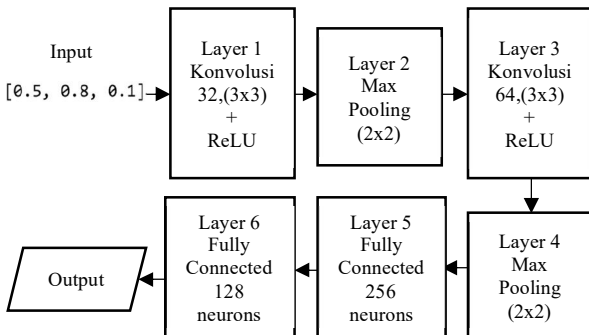 Input
[0.5, 0.8, 0.1]
Layer 1
Konvolusi
32,(3x3)
+
ReLU
Layer 2
Max
Pooling
(2x2)
Layer 3
Konvolusi
64,(3x3)
+
ReLU
Layer 4
Max
Pooling
(2x2)
Layer 5
Fully
Connected
256
neurons
Layer 6
Fully
Connected
128
neurons
Output